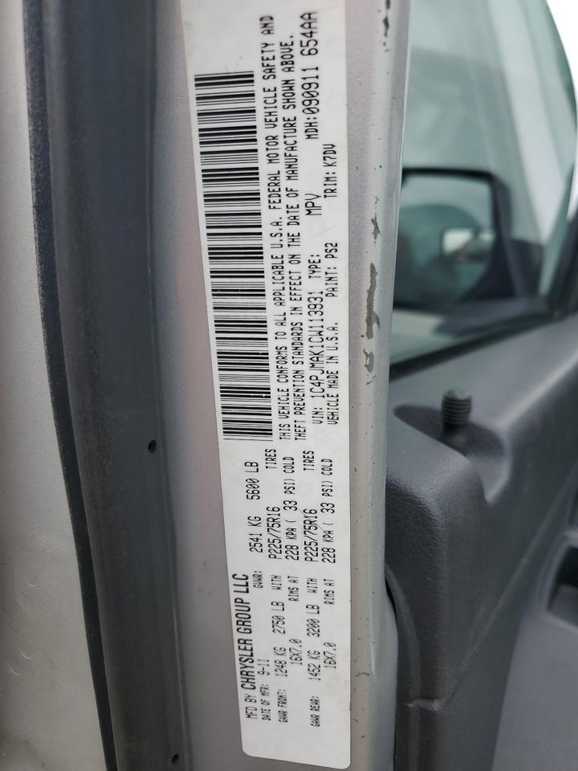 MFD BY CHRYSLER GROUP LLC
DATE OF MFR: 9-11 GVWR: 2541 KG 5600 LB
GAWR FRONT: 1248 KG 2750 LB WITH P225/75R16 TIRES
16X7.0 RIMS AT 228 KPA ( 33 PSI) COLD
GAWR REAR: 1452 KG 3200 LB WITH P225/75R16 TIRES
16X7.0 RIMS AT 228 KPA ( 33 PSI) COLD
THIS VEHICLE CONFORMS TO ALL APPLICABLE U.S.A. FEDERAL MOTOR VEHICLE SAFETY AND
THEFT PREVENTION STANDARDS IN EFFECT ON THE DATE OF MANUFACTURE SHOWN ABOVE.
VIN: 1C4PJMAK1CW113931 TYPE: MPV MDH: 090911 654AA
VEHICLE MADE IN U.S.A. PAINT: PS2 TRIM: K7DV